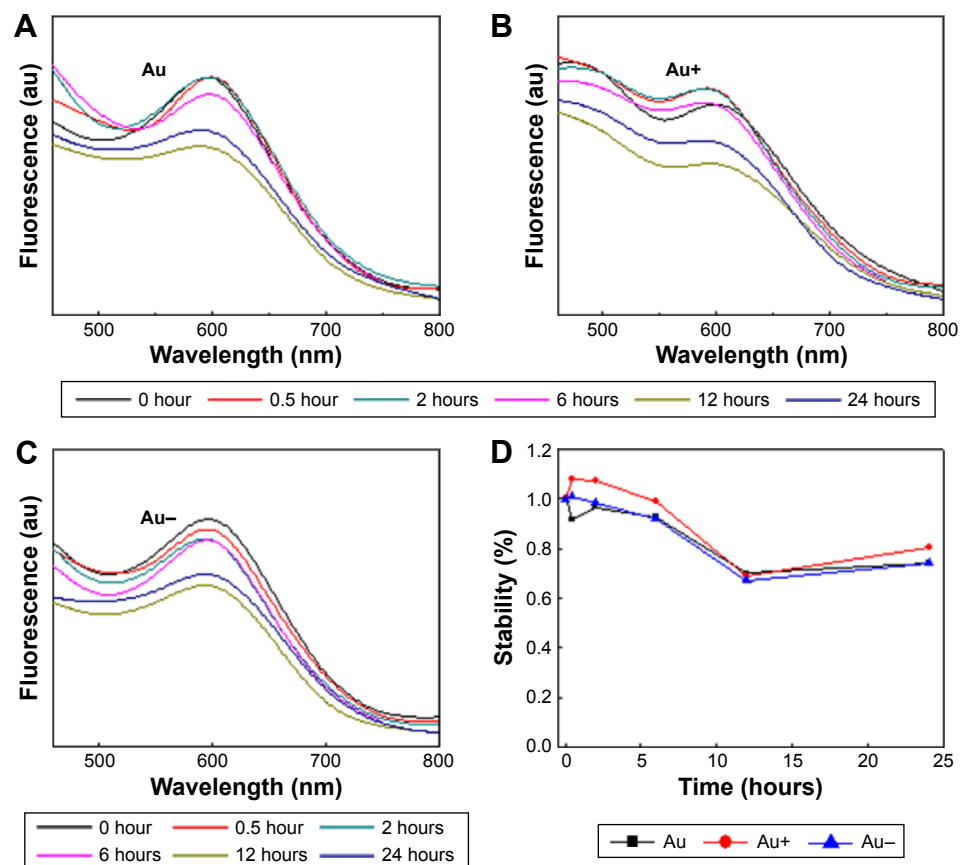 A
Au
Fluorescence (au)
500 600 700 800
Wavelength (nm)
B
Au+
Fluorescence (au)
500 600 700 800
Wavelength (nm)
0 hour 0.5 hour 2 hours 6 hours 12 hours 24 hours
C
Au–
Fluorescence (au)
500 600 700 800
Wavelength (nm)
0 hour 0.5 hour 2 hours
6 hours 12 hours 24 hours
D
1.2
1.0
0.8
0.6
0.4
0.2
0.0
Stability (%)
0 5 10 15 20 25
Time (hours)
Au Au+ Au–